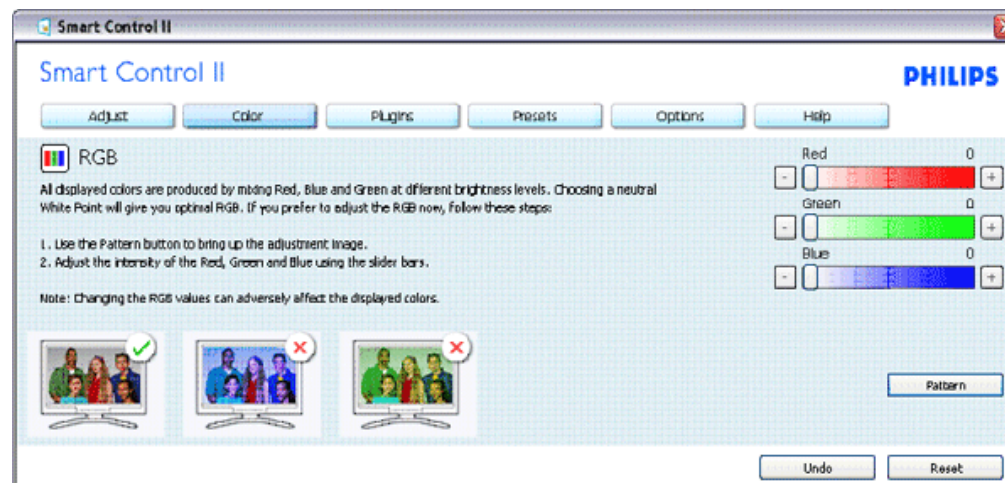 Smart Control II
Smart Control II
PHILIPS
Adjust Color Plugins Presets Options Help
RGB
All displayed colors are produced by mixing Red, Blue and Green at different brightness levels. Choosing a neutral
White Point will give you optimal RGB. If you prefer to adjust the RGB now, follow these steps:
1. Use the Pattern button to bring up the adjustment image.
2. Adjust the intensity of the Red, Green and Blue using the slider bars.
Note: Changing the RGB values can adversely affect the displayed colors.
Red 0
- +
Green 0
- +
Blue 0
- +
Pattern
Undo Reset